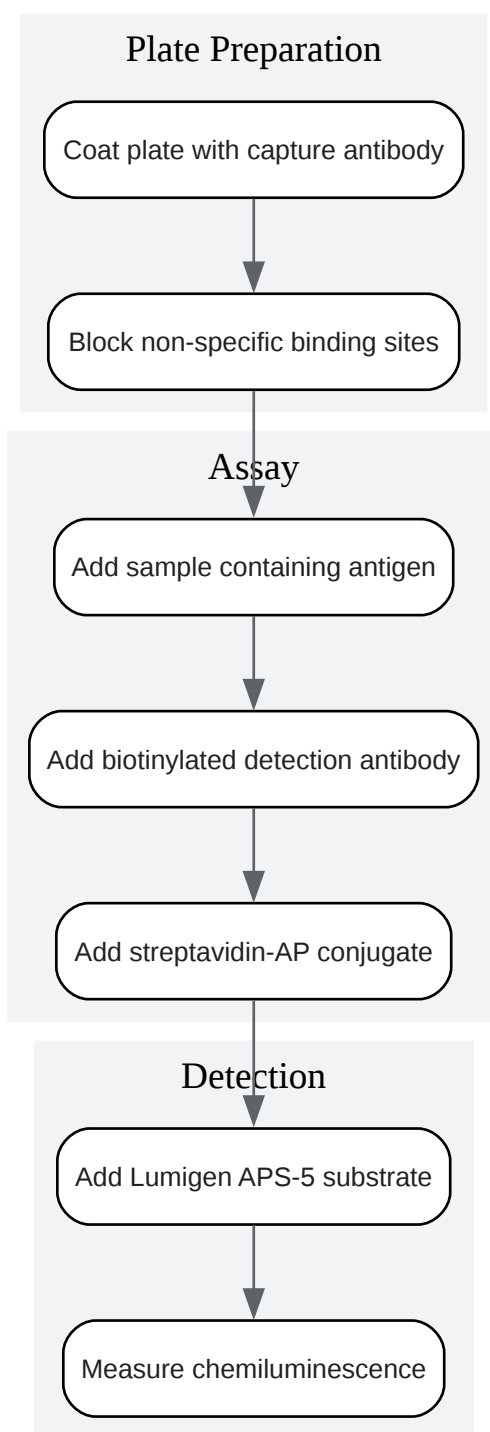 Plate Preparation
Coat plate with capture antibody
Block non-specific binding sites
Assay
Add sample containing antigen
Add biotinylated detection antibody
Add streptavidin-AP conjugate
Detection
Add Lumigen APS-5 substrate
Measure chemiluminescence